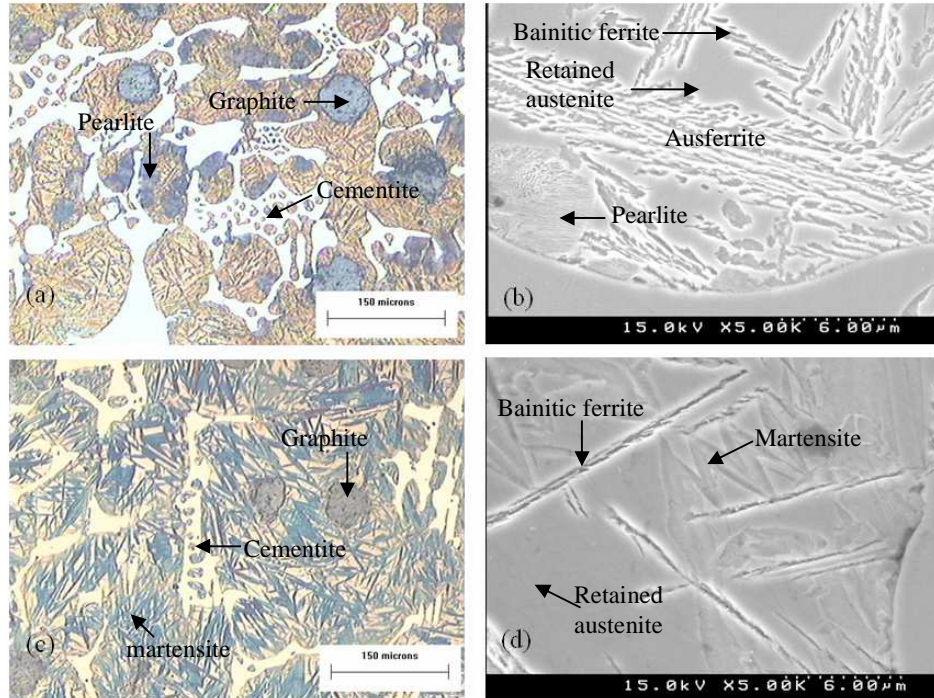 Graphite
Pearlite
Cementite
(a)
150 microns
Bainitic ferrite
Retained
austenite
Ausferrite
Pearlite
(b)
15.0kV X5.00K 6.00µm
Graphite
Cementite
martensite
(c)
150 microns
Bainitic ferrite
Martensite
Retained
austenite
(d)
15.0kV X5.00K 6.00µm